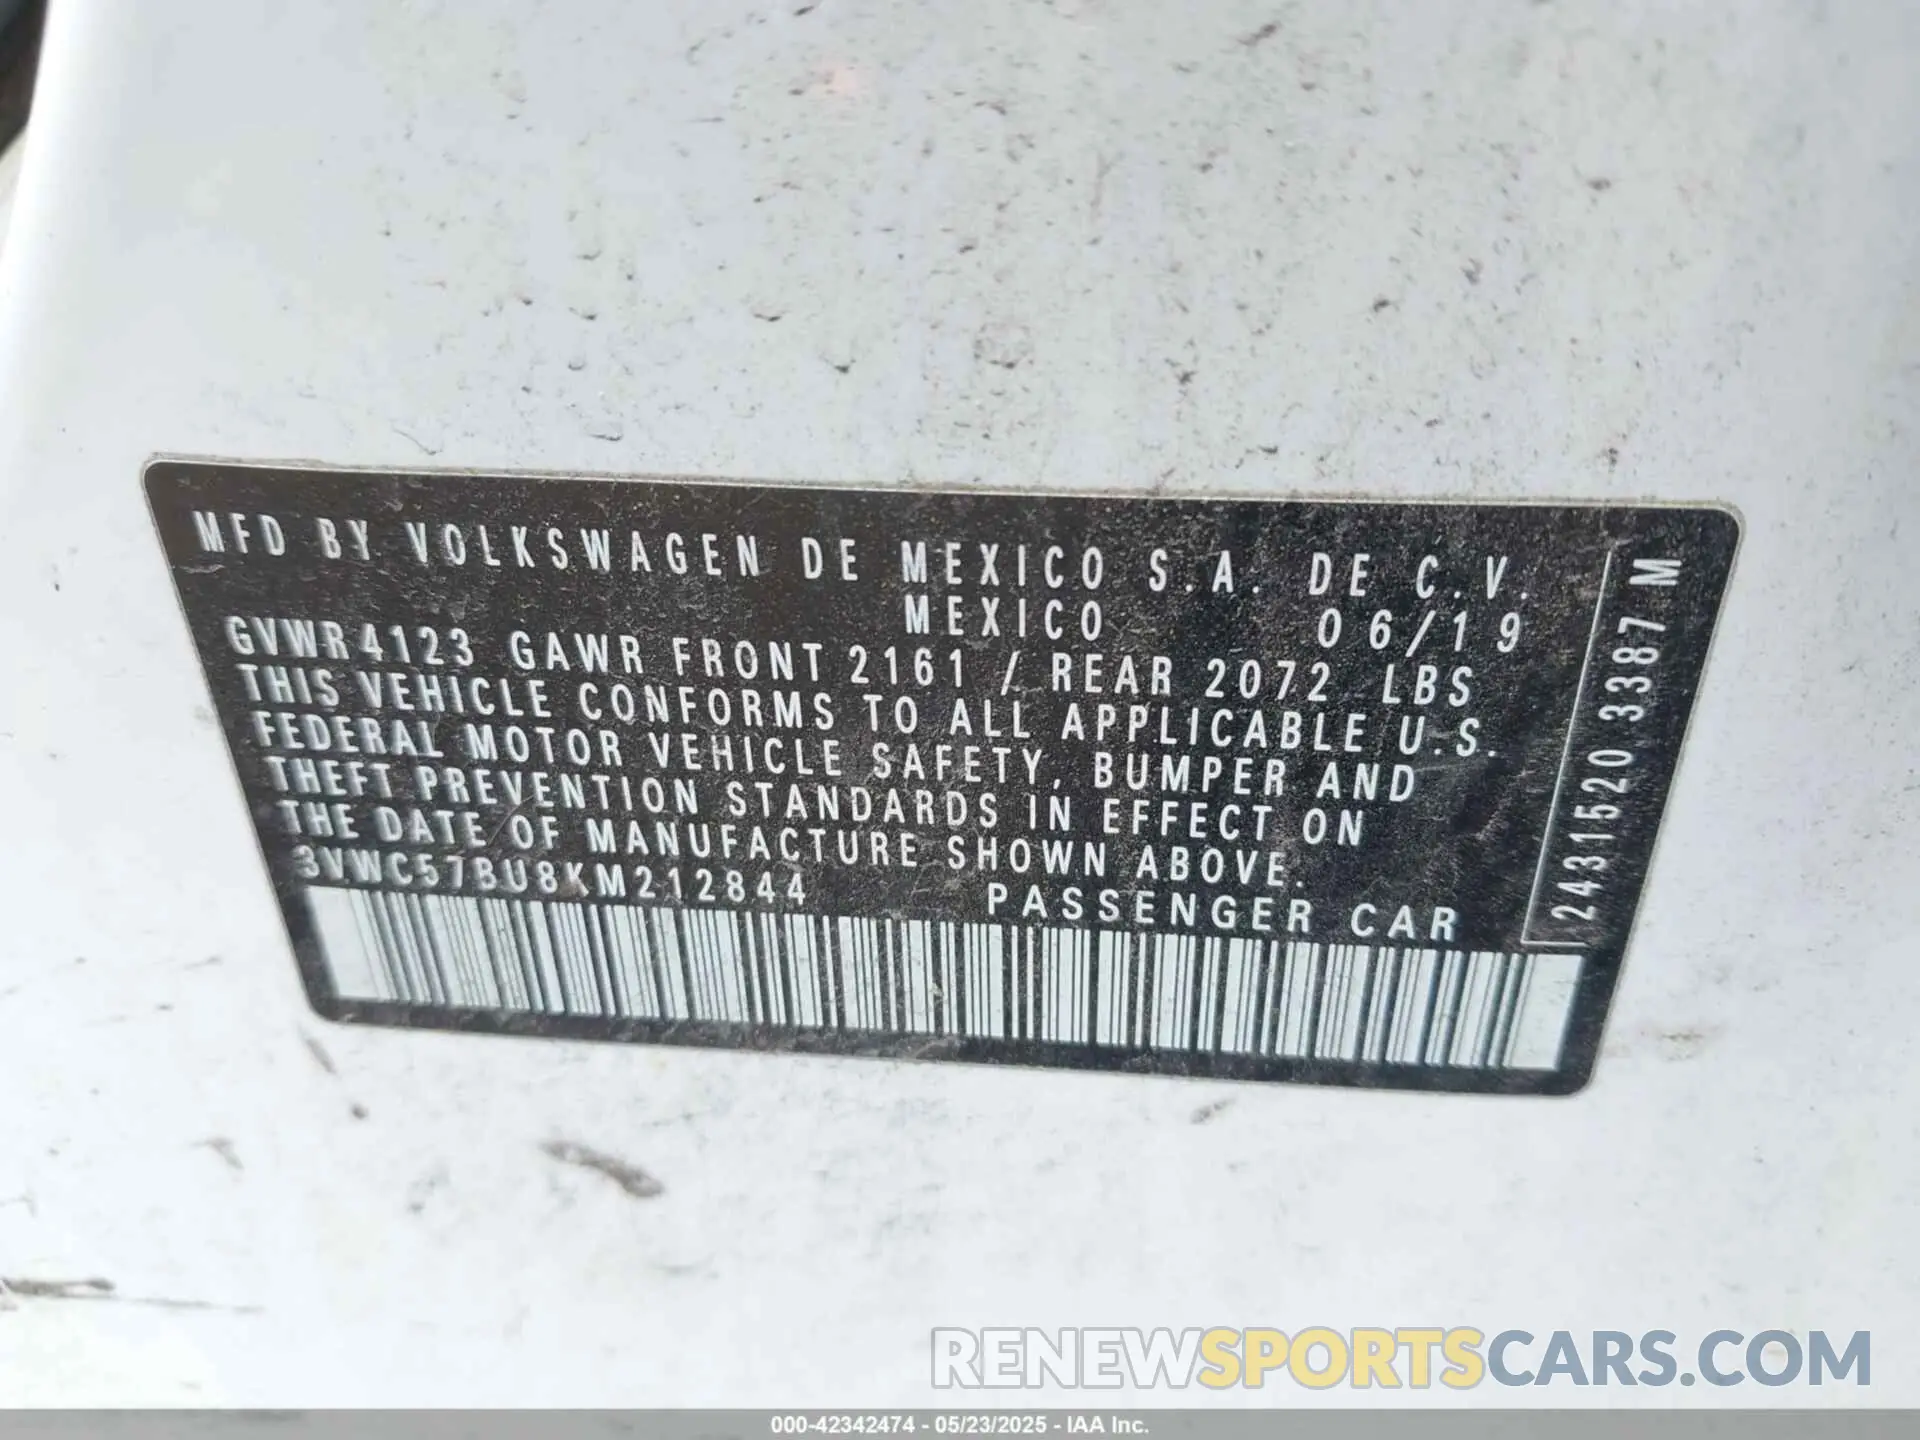 MFD BY VOLKSWAGEN DE MEXICO S.A. DE C.V.
MEXICO 06/19
GVWR 4123 GAWR FRONT 2161 / REAR 2072 LBS
THIS VEHICLE CONFORMS TO ALL APPLICABLE U.S.
FEDERAL MOTOR VEHICLE SAFETY, BUMPER AND
THEFT PREVENTION STANDARDS IN EFFECT ON
THE DATE OF MANUFACTURE SHOWN ABOVE.
3VWC57BU8KM212844 PASSENGER CAR
2431520 3387 M
RENEWSPORTSCARS.COM
000-42342474 - 05/23/2025 - IAA Inc.